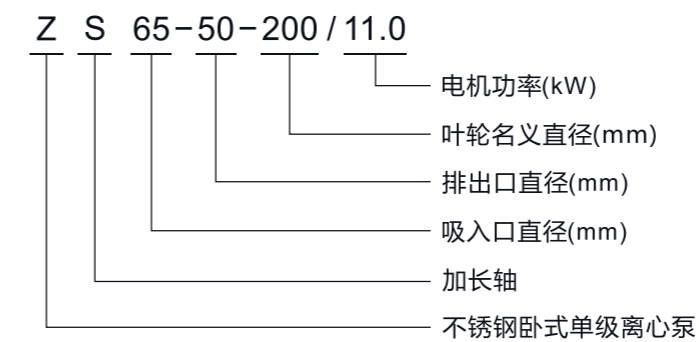 Z S 65-50-200/11.0
电机功率(kW)
叶轮名义直径(mm)
排出口直径(mm)
吸入口直径(mm)
加长轴
不锈钢卧式单级离心泵